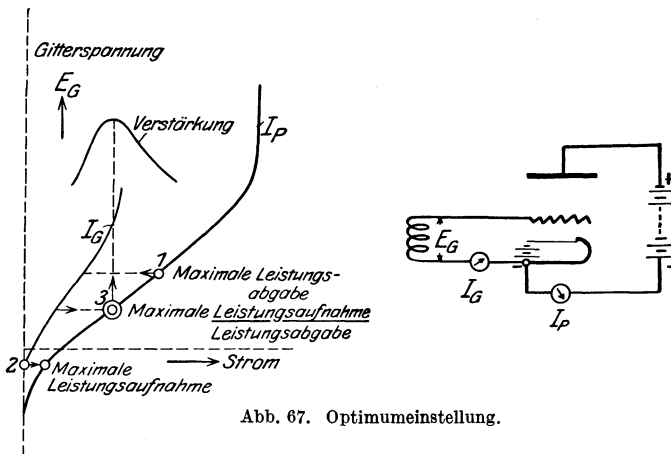 Gitterspannung
E_G
Verstärkung
I_P
I_G
1
Maximale Leistungs-
abgabe
3
Maximale Leistungsaufnahme
Leistungsabgabe
Strom
2
Maximale
Leistungsaufnahme
E_G
I_G
I_P
+
-
Abb. 67. Optimumeinstellung.